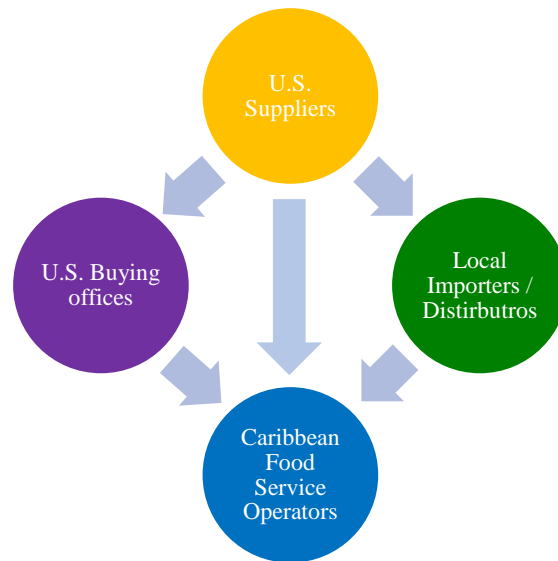 U.S.
Suppliers
U.S. Buying
offices
Local
Importers /
Distirbutros
Caribbean
Food
Service
Operators